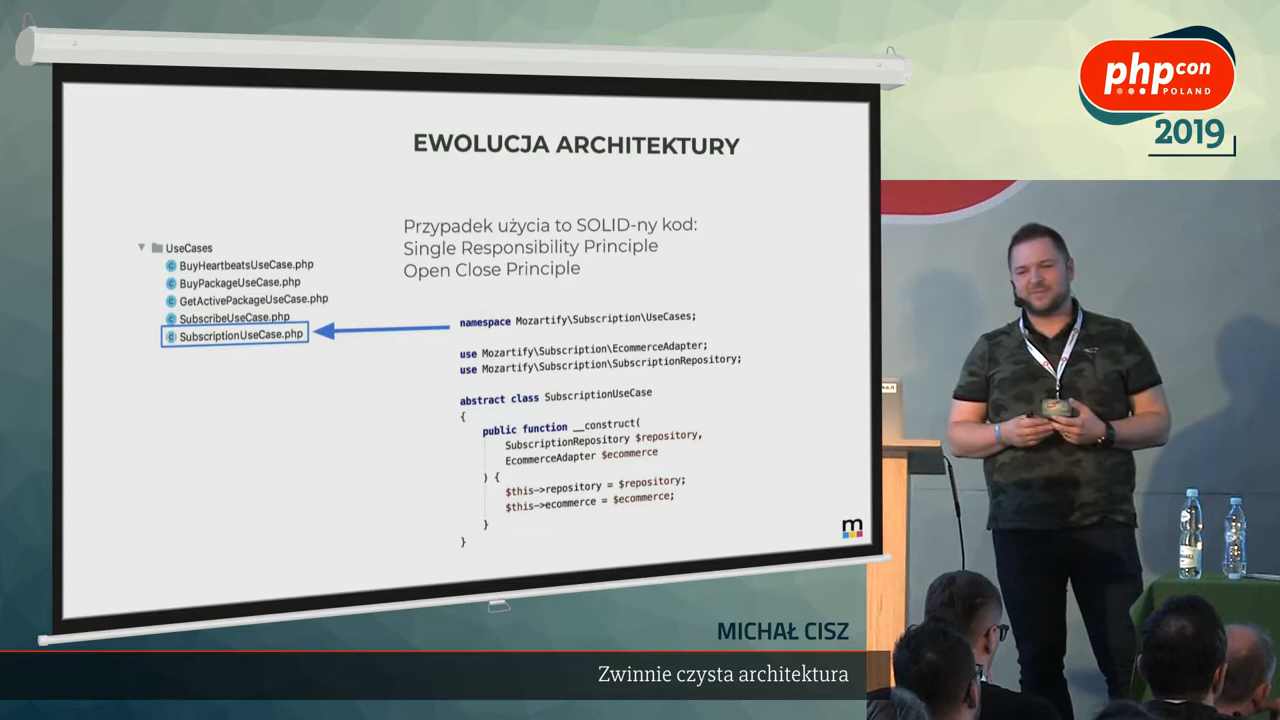 EWOLUCJA ARCHITEKTURY
Przypadek użycia to SOLID-ny kod:
Single Responsibility Principle
Open Close Principle
UseCases
BuyHeartbeatsUseCase.php
BuyPackageUseCase.php
GetActivePackageUseCase.php
SubscribeUseCase.php
SubscriptionUseCase.php
namespace Mozartify\Subscription\UseCases;
use Mozartify\Subscription\EcommerceAdapter;
use Mozartify\Subscription\SubscriptionRepository;
abstract class SubscriptionUseCase
{
public function __construct(
SubscriptionRepository $repository,
EcommerceAdapter $ecommerce
) {
$this->repository = $repository;
$this->ecommerce = $ecommerce;
}
}
m
phpcon
POLAND
2019
MICHAŁ CISZ
Zwinnie czysta architektura